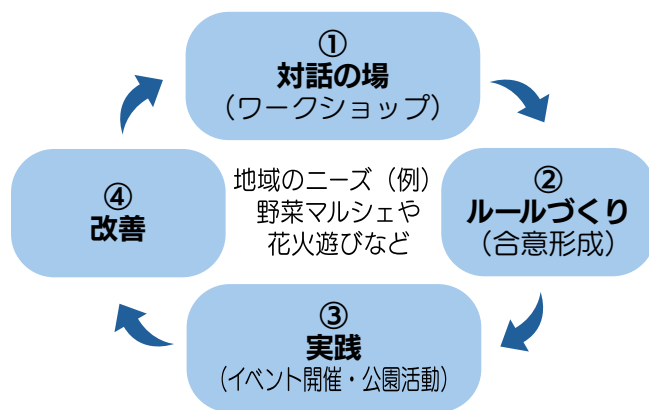 ①
対話の場
（ワークショップ）
②
ルールづくり
（合意形成）
③
実践
（イベント開催・公園活動）
④
改善
地域のニーズ（例）
野菜マルシェや
花火遊びなど